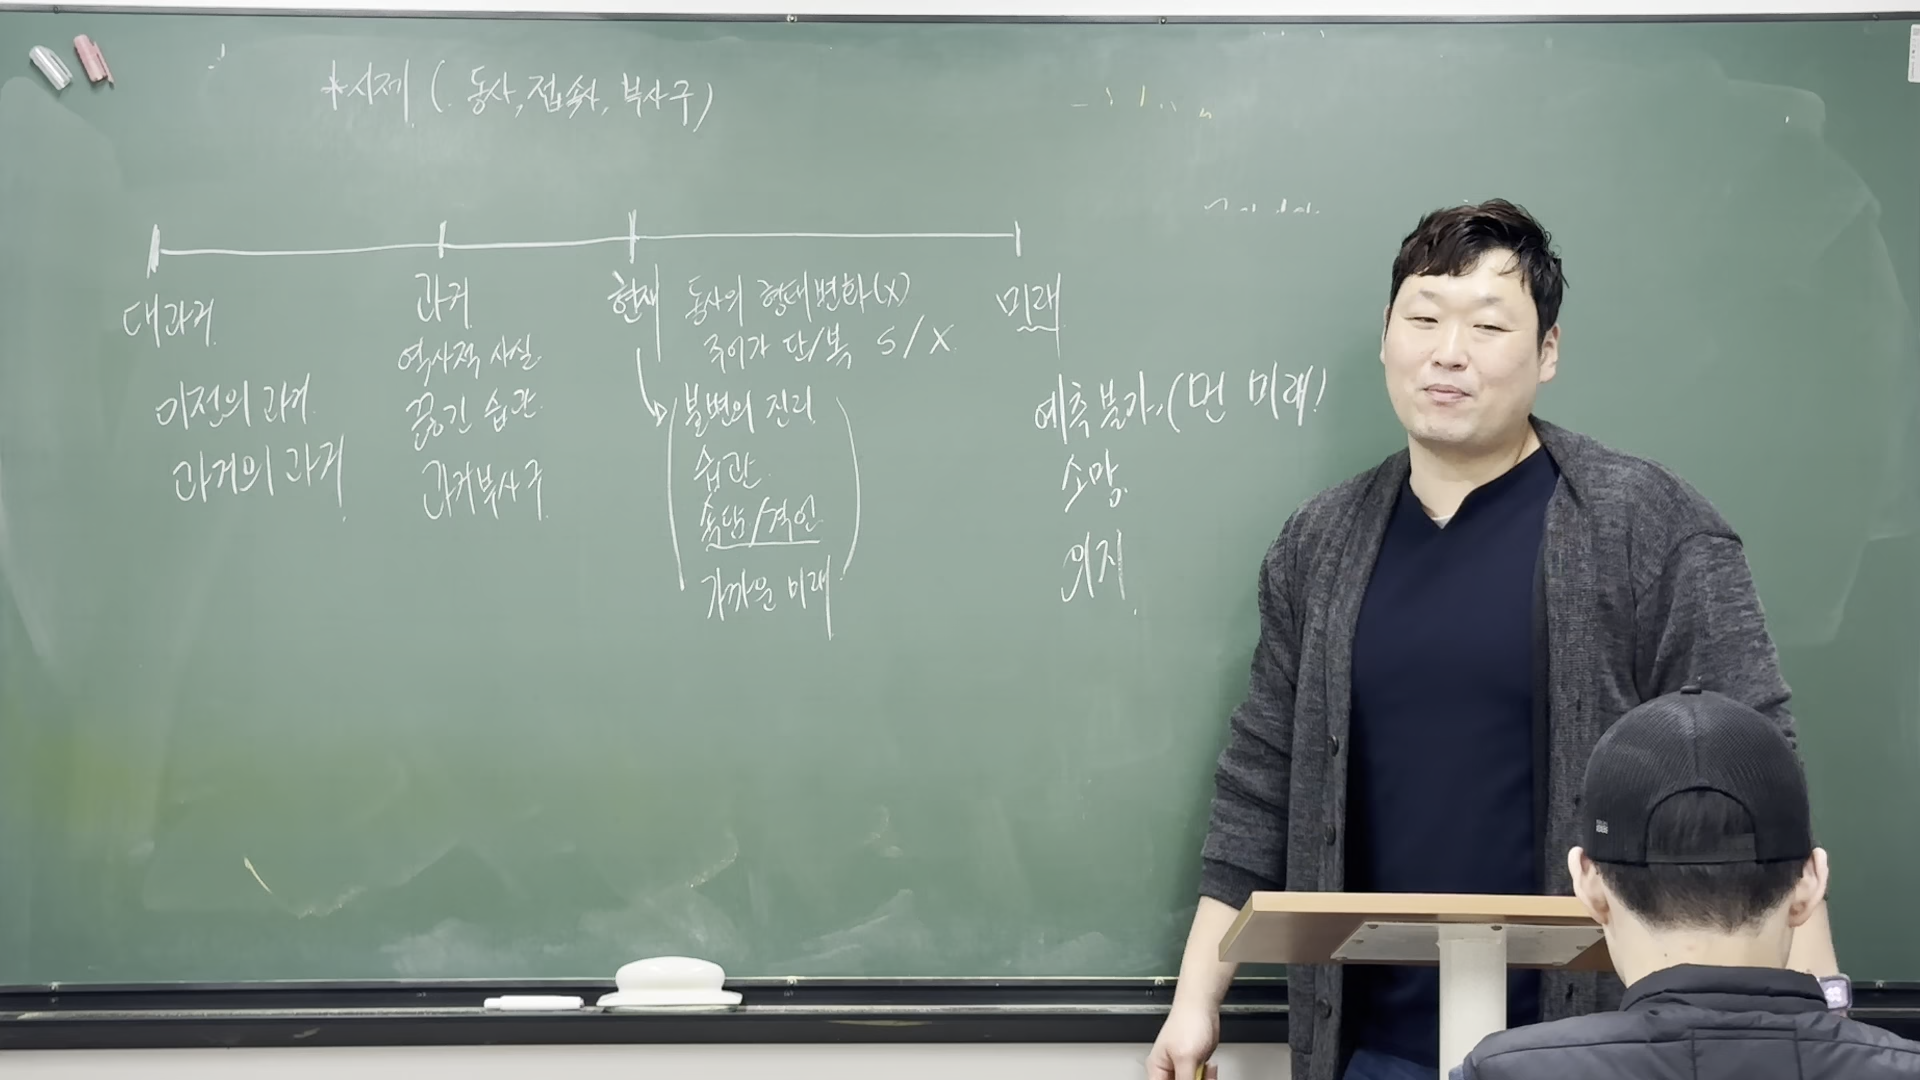 *시제 (동사, 접속사, 부사구)
대과거
이전의 과거
과거의 과거
과거
역사적 사실
끊긴 습관
과거부사구
현재
동사의 형태변화(X)
주어가 단/복 S/X
불변의 진리
습관
속담/격언
가까운 미래
미래
예측불가, (먼 미래)
소망
의지